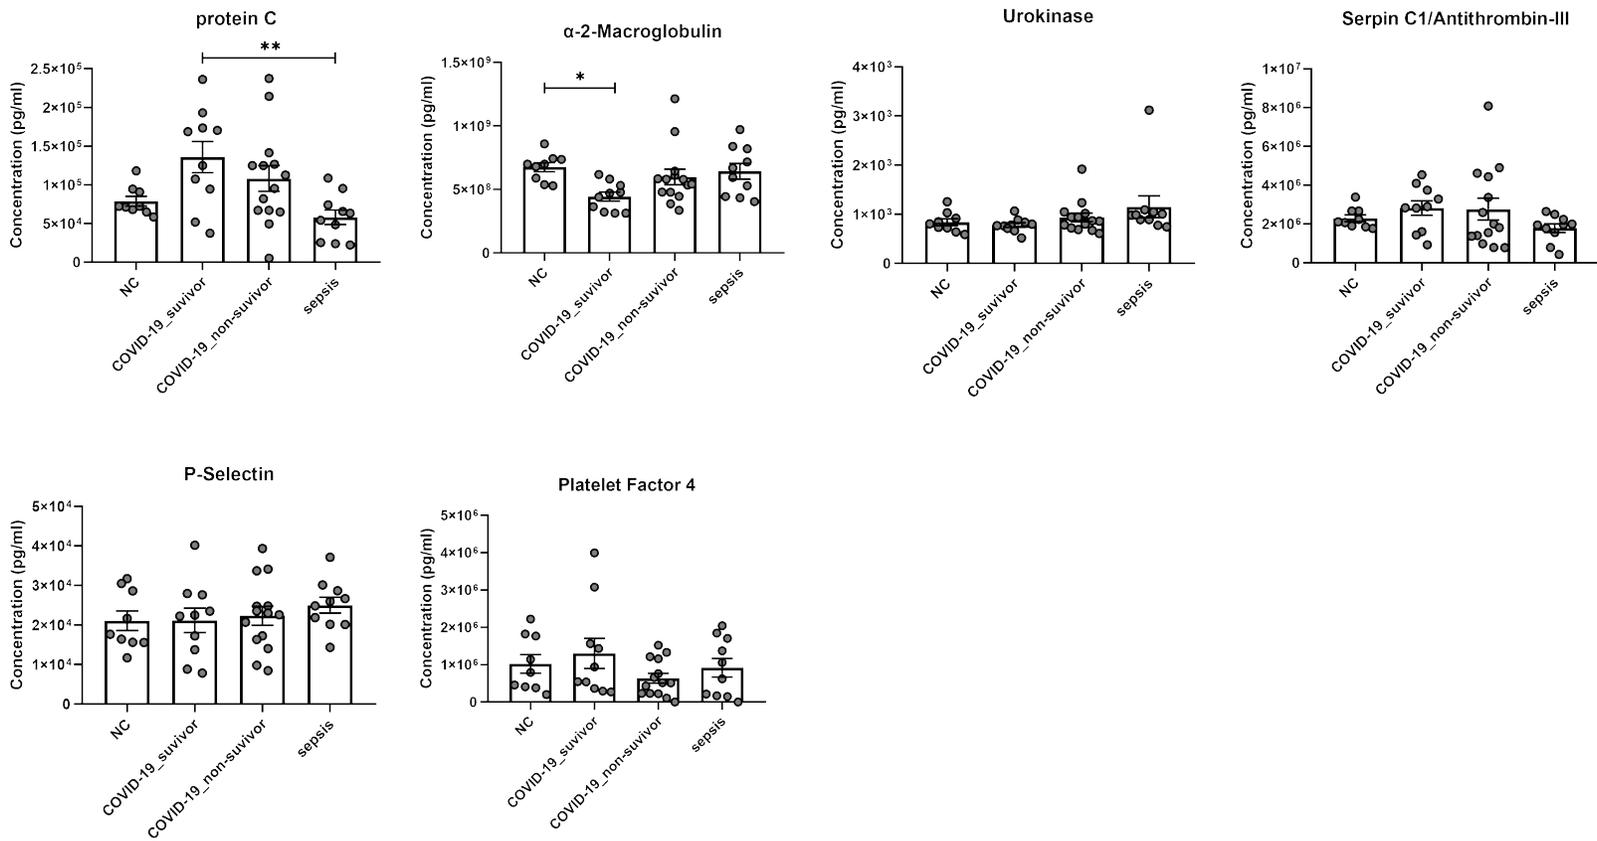 protein C
**
Concentration (pg/ml)
2.5×10⁵
2×10⁵
1.5×10⁵
1×10⁵
5×10⁴
0
NC
COVID-19_suvivor
COVID-19_non-suvivor
sepsis
α-2-Macroglobulin
*
Concentration (pg/ml)
1.5×10⁹
1×10⁹
5×10⁸
0
NC
COVID-19_suvivor
COVID-19_non-suvivor
sepsis
Urokinase
Concentration (pg/ml)
4×10³
3×10³
2×10³
1×10³
0
NC
COVID-19_suvivor
COVID-19_non-suvivor
sepsis
Serpin C1/Antithrombin-III
Concentration (pg/ml)
1×10⁷
8×10⁶
6×10⁶
4×10⁶
2×10⁶
0
NC
COVID-19_suvivor
COVID-19_non-suvivor
sepsis
P-Selectin
Concentration (pg/ml)
5×10⁴
4×10⁴
3×10⁴
2×10⁴
1×10⁴
0
NC
COVID-19_suvivor
COVID-19_non-suvivor
sepsis
Platelet Factor 4
Concentration (pg/ml)
5×10⁶
4×10⁶
3×10⁶
2×10⁶
1×10⁶
0
NC
COVID-19_suvivor
COVID-19_non-suvivor
sepsis